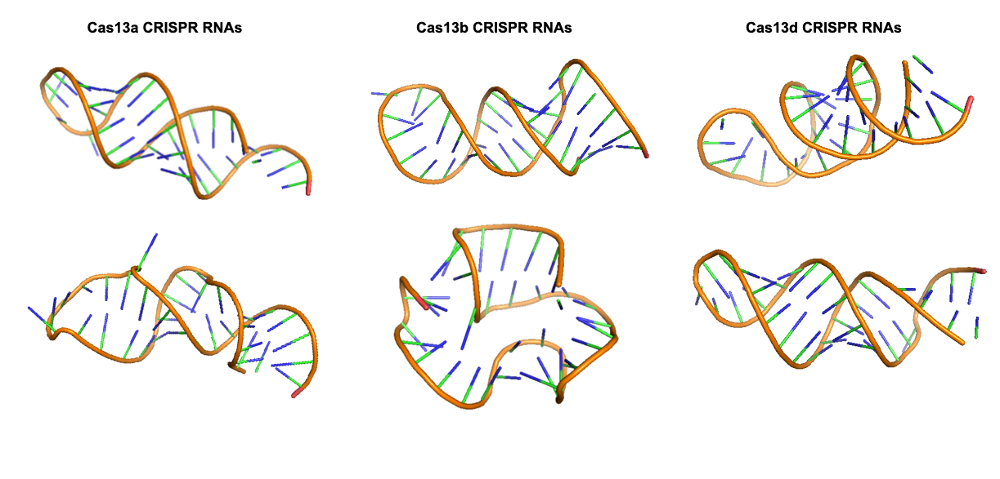 Cas13a CRISPR RNAs
Cas13b CRISPR RNAs
Cas13d CRISPR RNAs